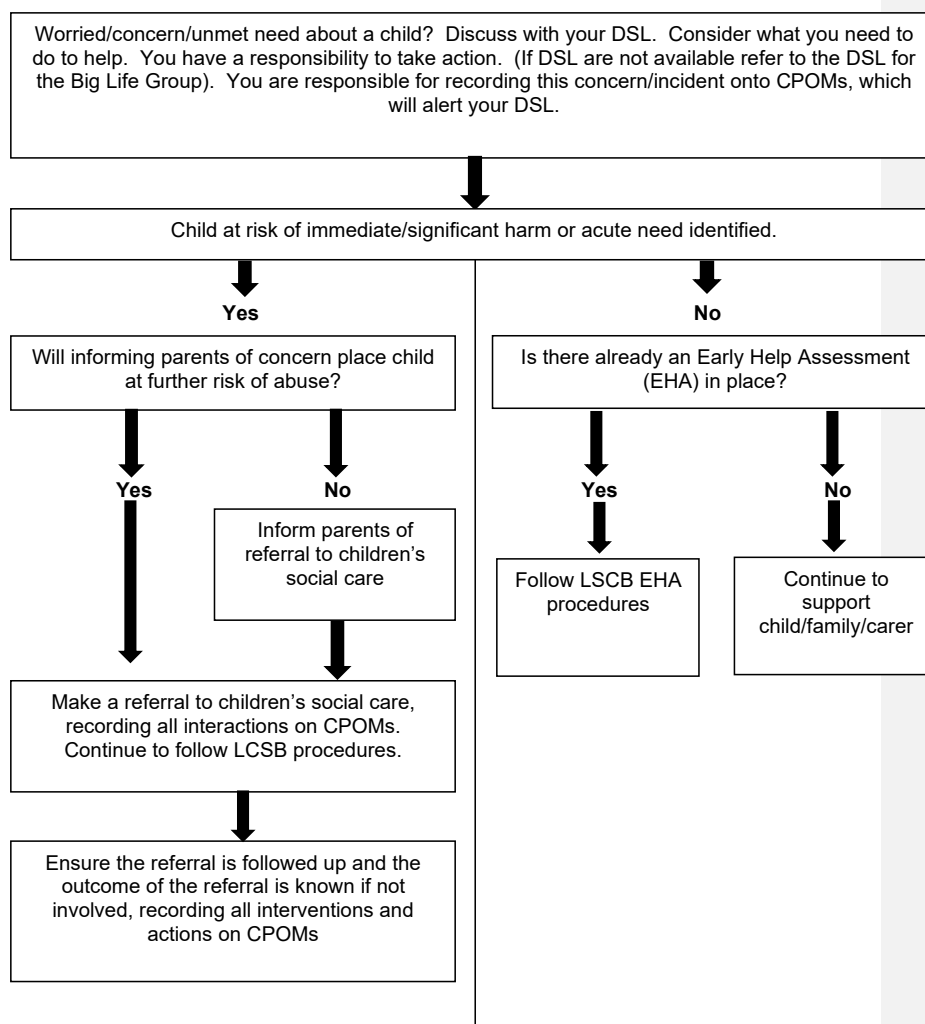 Worried/concern/unmet need about a child?  Discuss with your DSL.  Consider what you need to
do to help.  You have a responsibility to take action.  (If DSL are not available refer to the DSL for
the Big Life Group).  You are responsible for recording this concern/incident onto CPOMs, which
will alert your DSL.
Child at risk of immediate/significant harm or acute need identified.
Yes
No
Will informing parents of concern place child
at further risk of abuse?
Is there already an Early Help Assessment
(EHA) in place?
Yes
No
Yes
No
Inform parents of
referral to children’s
social care
Follow LSCB EHA
procedures
Continue to
support
child/family/carer
Make a referral to children’s social care,
recording all interactions on CPOMs.
Continue to follow LCSB procedures.
Ensure the referral is followed up and the
outcome of the referral is known if not
involved, recording all interventions and
actions on CPOMs